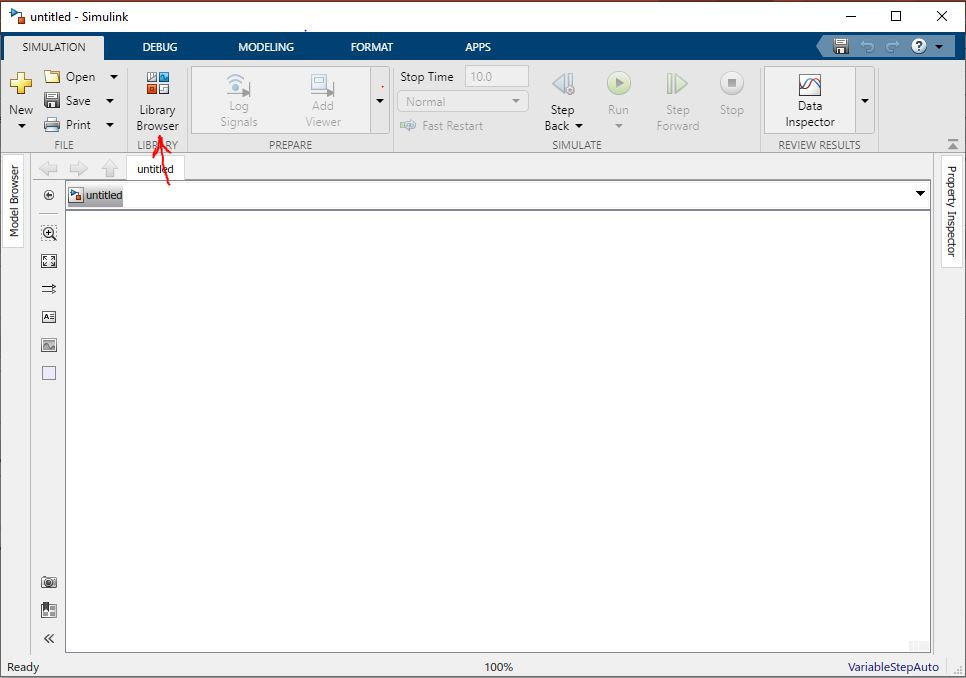 untitled - Simulink
SIMULATION DEBUG MODELING FORMAT APPS
New
Open
Save
Print
FILE
Library
Browser
LIBRARY
Log
Signals
Add
Viewer
PREPARE
Stop Time 10.0
Normal
Fast Restart
Step
Back
Run
Step
Forward
Stop
SIMULATE
Data
Inspector
REVIEW RESULTS
Model Browser
untitled
untitled
Property Inspector
Ready 100% VariableStepAuto